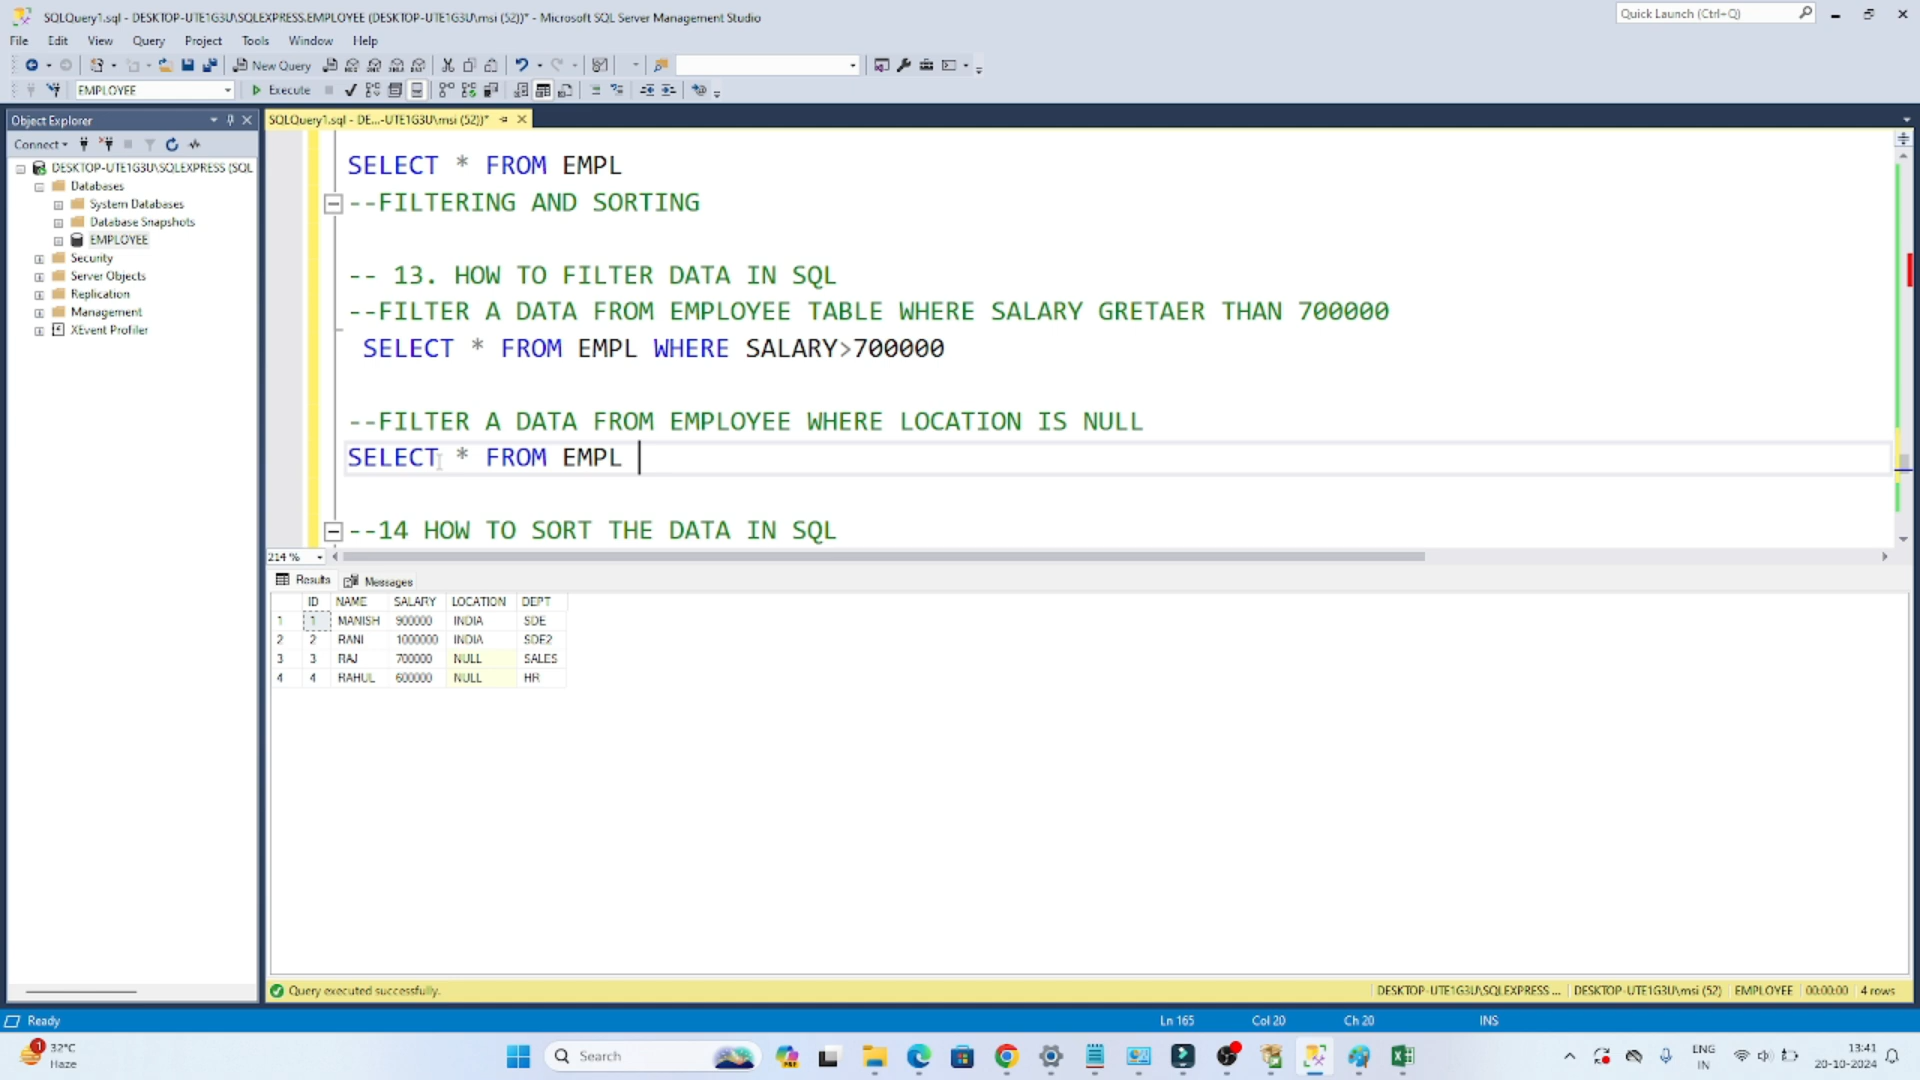 SQLQuery1.sql - DESKTOP-UTE1G3U\SQLEXPRESS.EMPLOYEE (DESKTOP-UTE1G3U\msi (52))* - Microsoft SQL Server Management Studio
Quick Launch (Ctrl+Q)
File Edit View Query Project Tools Window Help
New Query
EMPLOYEE Execute
Object Explorer
SQLQuery1.sql - DE...-UTE1G3U\msi (52))*
Connect
DESKTOP-UTE1G3U\SQLEXPRESS (SQL
Databases
System Databases
Database Snapshots
EMPLOYEE
Security
Server Objects
Replication
Management
XEvent Profiler
SELECT * FROM EMPL
--FILTERING AND SORTING
-- 13. HOW TO FILTER DATA IN SQL
--FILTER A DATA FROM EMPLOYEE TABLE WHERE SALARY GRETAER THAN 700000
SELECT * FROM EMPL WHERE SALARY>700000
--FILTER A DATA FROM EMPLOYEE WHERE LOCATION IS NULL
SELECT * FROM EMPL
--14 HOW TO SORT THE DATA IN SQL
214 %
Results Messages
ID NAME SALARY LOCATION DEPT
1 1 MANISH 900000 INDIA SDE
2 2 RANI 1000000 INDIA SDE2
3 3 RAJ 700000 NULL SALES
4 4 RAHUL 600000 NULL HR
Query executed successfully.
DESKTOP-UTE1G3U\SQLEXPRESS ... DESKTOP-UTE1G3U\msi (52) EMPLOYEE 00:00:00 4 rows
Ready Ln 165 Col 20 Ch 20 INS
1 32°C
Haze
Search
ENG
IN
13:41
20-10-2024